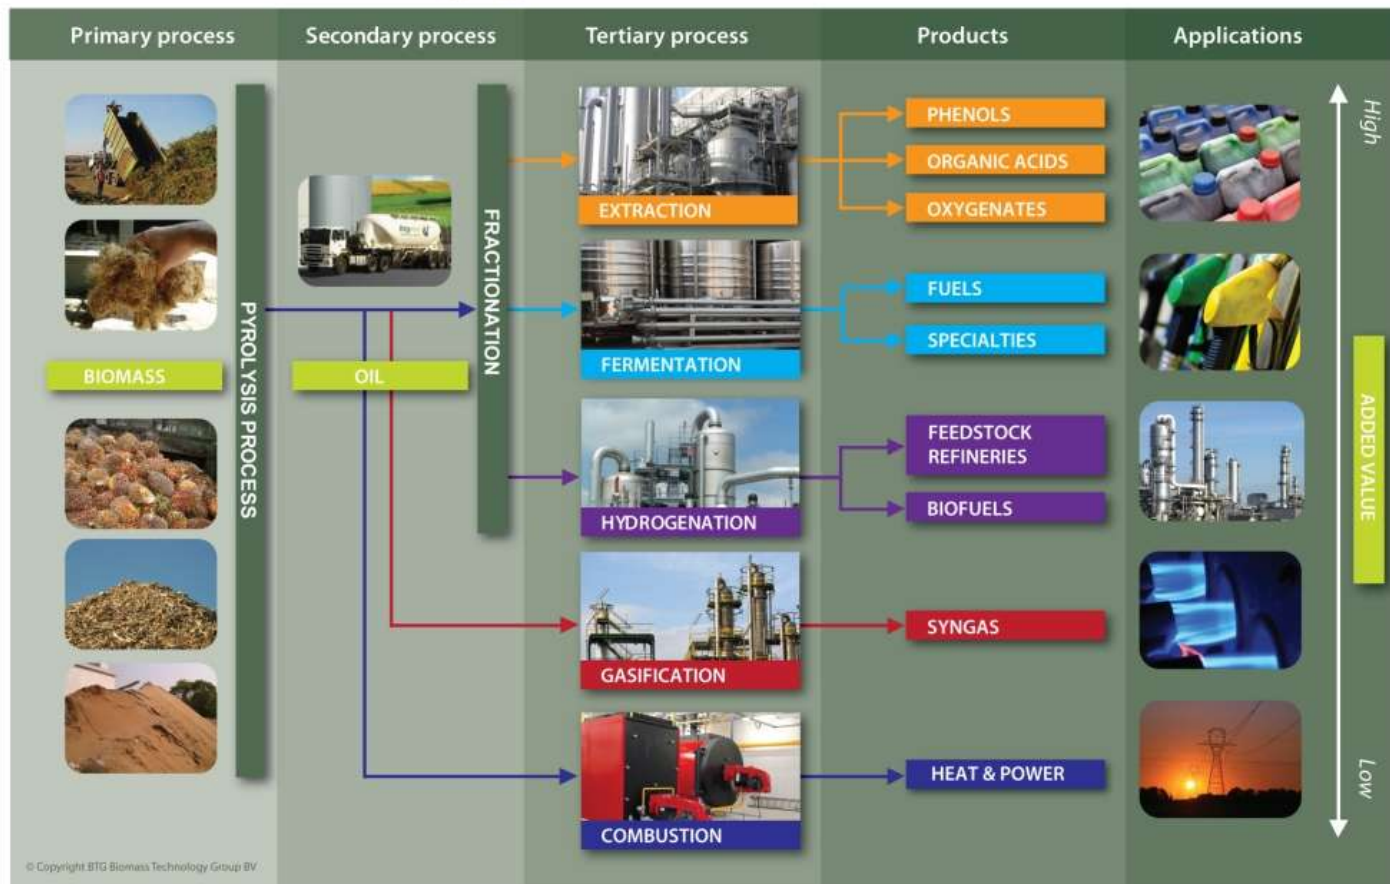 Primary process
Secondary process
Tertiary process
Products
Applications
BIOMASS
PYROLYSIS PROCESS
OIL
FRACTIONATION
EXTRACTION
FERMENTATION
HYDROGENATION
GASIFICATION
COMBUSTION
PHENOLS
ORGANIC ACIDS
OXYGENATES
FUELS
SPECIALTIES
FEEDSTOCK
REFINERIES
BIOFUELS
SYNGAS
HEAT & POWER
High
ADDED VALUE
Low
© Copyright BTG Biomass Technology Group BV